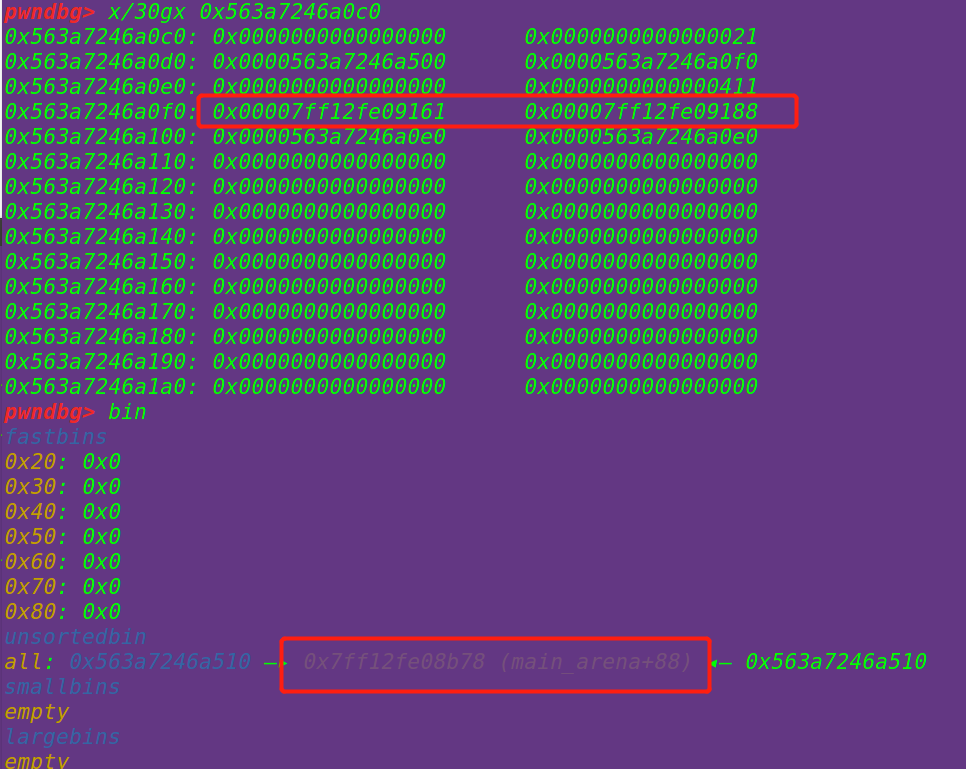 pwndbg> x/30gx 0x563a7246a0c0
0x563a7246a0c0: 0x0000000000000000 0x0000000000000021
0x563a7246a0d0: 0x0000563a7246a500 0x0000563a7246a0f0
0x563a7246a0e0: 0x0000000000000000 0x0000000000000411
0x563a7246a0f0: 0x00007ff12fe09161 0x00007ff12fe09188
0x563a7246a100: 0x0000563a7246a0e0 0x0000563a7246a0e0
0x563a7246a110: 0x0000000000000000 0x0000000000000000
0x563a7246a120: 0x0000000000000000 0x0000000000000000
0x563a7246a130: 0x0000000000000000 0x0000000000000000
0x563a7246a140: 0x0000000000000000 0x0000000000000000
0x563a7246a150: 0x0000000000000000 0x0000000000000000
0x563a7246a160: 0x0000000000000000 0x0000000000000000
0x563a7246a170: 0x0000000000000000 0x0000000000000000
0x563a7246a180: 0x0000000000000000 0x0000000000000000
0x563a7246a190: 0x0000000000000000 0x0000000000000000
0x563a7246a1a0: 0x0000000000000000 0x0000000000000000
pwndbg> bin
fastbins
0x20: 0x0
0x30: 0x0
0x40: 0x0
0x50: 0x0
0x60: 0x0
0x70: 0x0
0x80: 0x0
unsortedbin
all: 0x563a7246a510 —▸ 0x7ff12fe08b78 (main_arena+88) ◂— 0x563a7246a510
smallbins
empty
largebins
empty